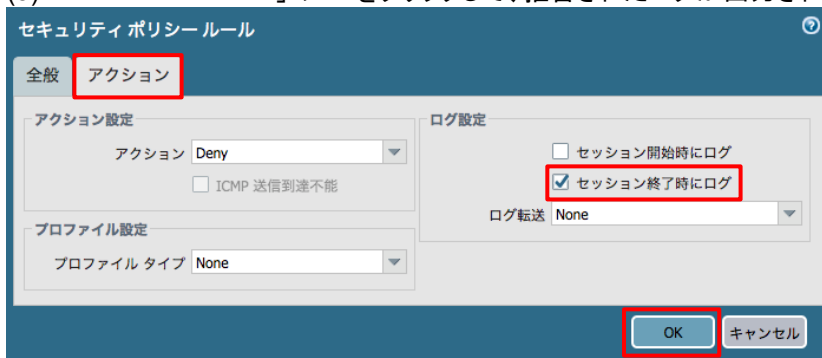 セキュリティ ポリシー ルール
全般 アクション
アクション設定
アクション Deny
ICMP 送信到達不能
プロファイル設定
プロファイル タイプ None
ログ設定
セッション開始時にログ
セッション終了時にログ
ログ転送 None
OK キャンセル